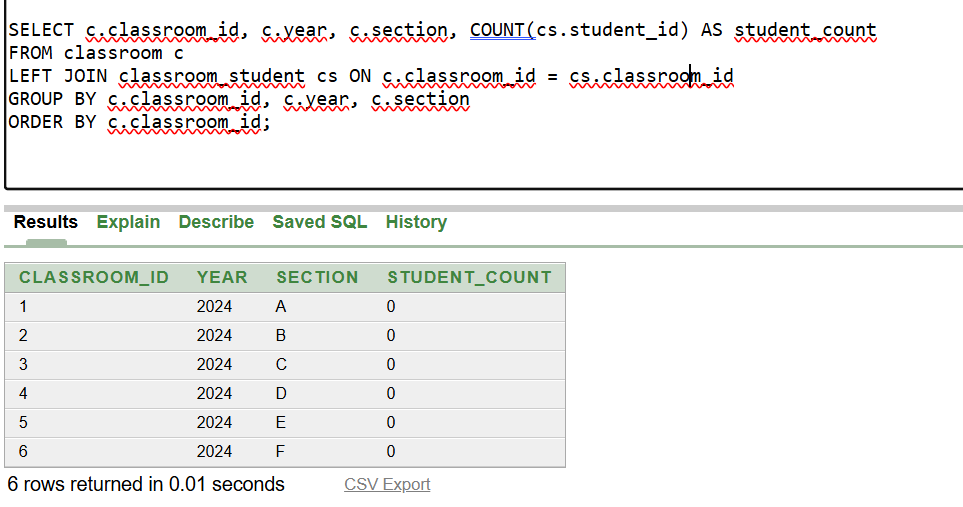 SELECT c.classroom_id, c.year, c.section, COUNT(cs.student_id) AS student_count
FROM classroom c
LEFT JOIN classroom_student cs ON c.classroom_id = cs.classroom_id
GROUP BY c.classroom_id, c.year, c.section
ORDER BY c.classroom_id;
Results Explain Describe Saved SQL History
CLASSROOM_ID YEAR SECTION STUDENT_COUNT
1 2024 A 0
2 2024 B 0
3 2024 C 0
4 2024 D 0
5 2024 E 0
6 2024 F 0
6 rows returned in 0.01 seconds CSV Export